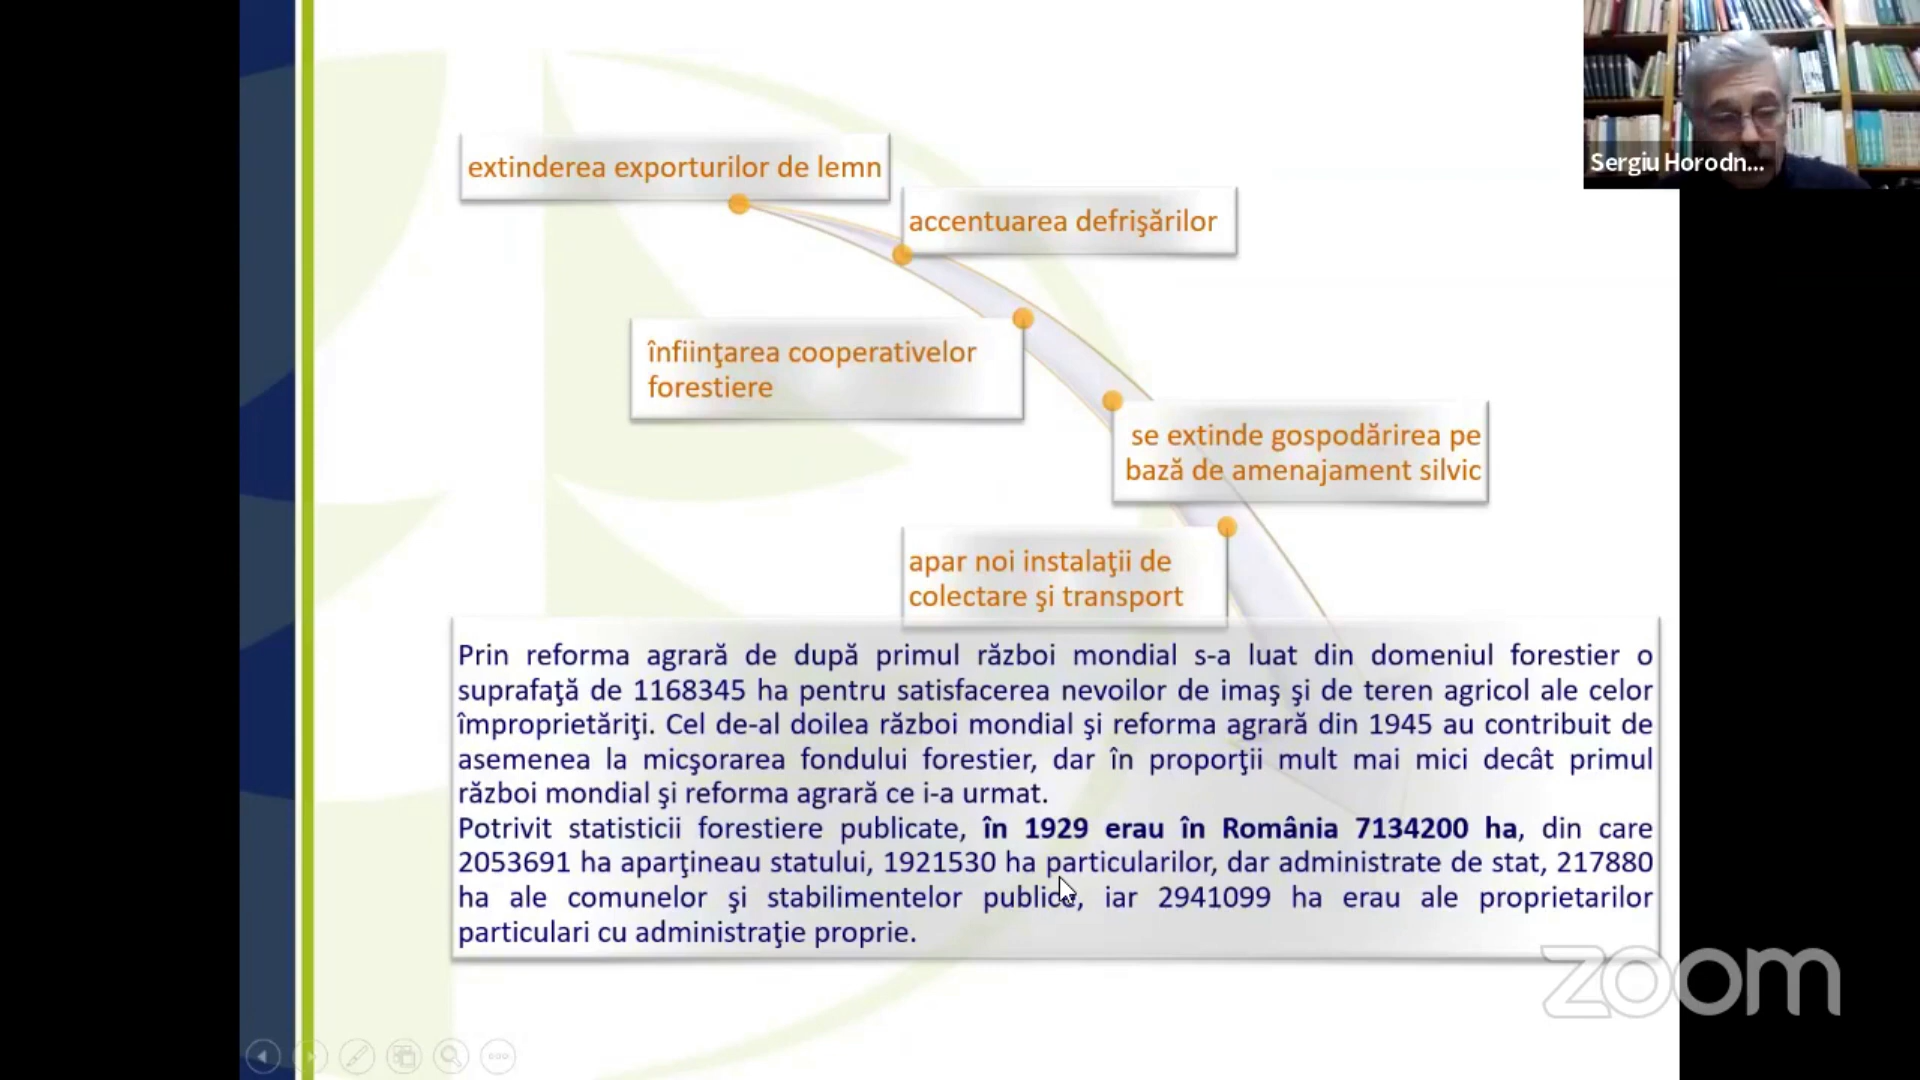 extinderea exporturilor de lemn
accentuarea defrişărilor
înfiinţarea cooperativelor
forestiere
se extinde gospodărirea pe
bază de amenajament silvic
apar noi instalaţii de
colectare şi transport
Prin reforma agrară de după primul război mondial s-a luat din domeniul forestier o
suprafaţă de 1168345 ha pentru satisfacerea nevoilor de imaş şi de teren agricol ale celor
împroprietăriţi. Cel de-al doilea război mondial şi reforma agrară din 1945 au contribuit de
asemenea la micşorarea fondului forestier, dar în proporţii mult mai mici decât primul
război mondial şi reforma agrară ce i-a urmat.
Potrivit statisticii forestiere publicate, în 1929 erau în România 7134200 ha, din care
2053691 ha aparţineau statului, 1921530 ha particularilor, dar administrate de stat, 217880
ha ale comunelor şi stabilimentelor publice, iar 2941099 ha erau ale proprietarilor
particulari cu administraţie proprie.
Sergiu Horodn...
zoom